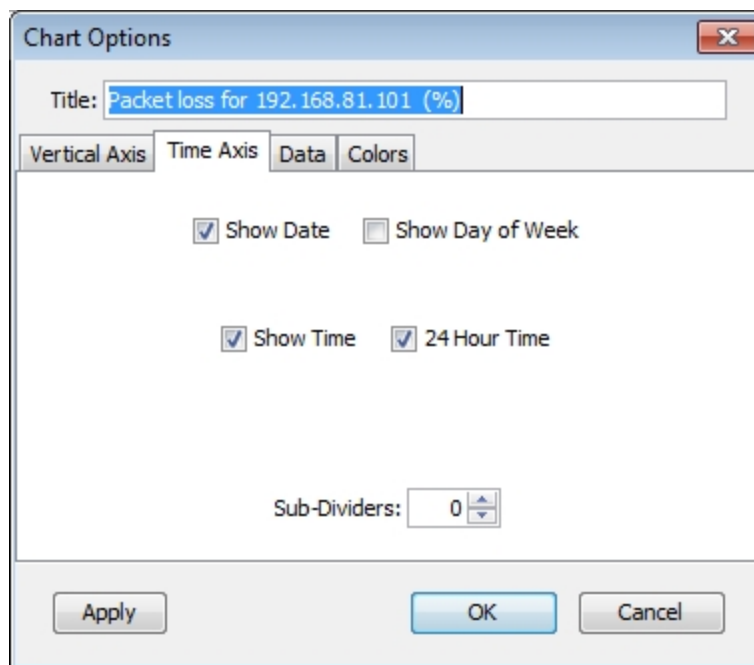 Chart Options
Title: Packet loss for 192.168.81.101 (%)
Vertical Axis Time Axis Data Colors
Show Date Show Day of Week
Show Time 24 Hour Time
Sub-Dividers: 0
Apply OK Cancel